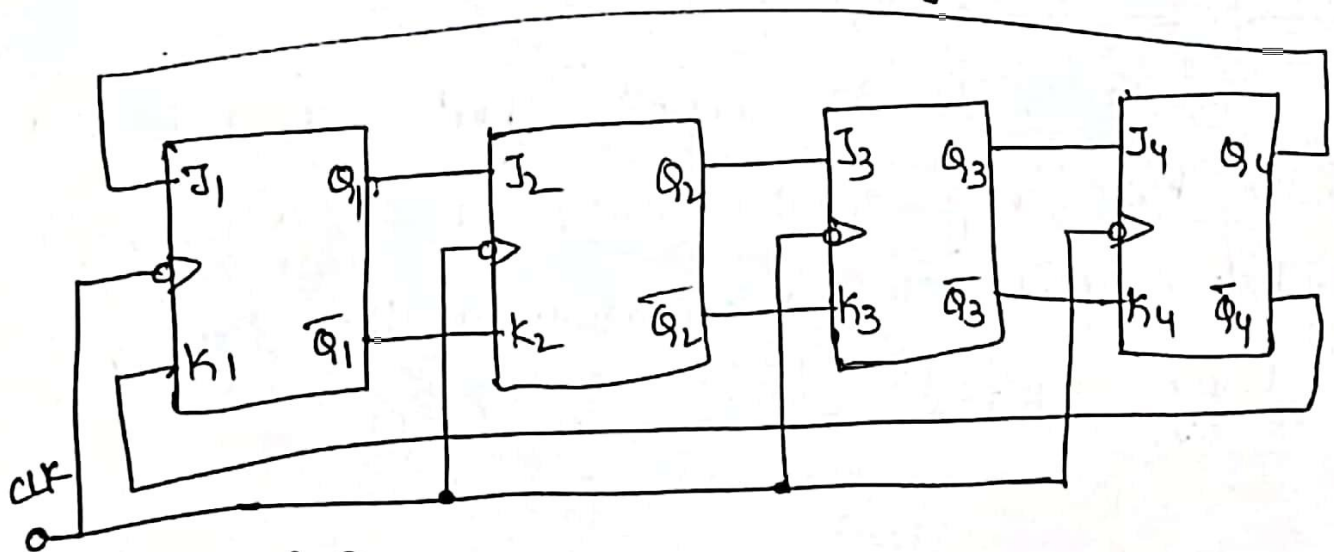 J₁ Q₁ J₂ Q₂ J₃ Q₃ J₄ Q₄
K₁ Q̅₁ K₂ Q̅₂ K₃ Q̅₃ K₄ Q̅₄
CLK